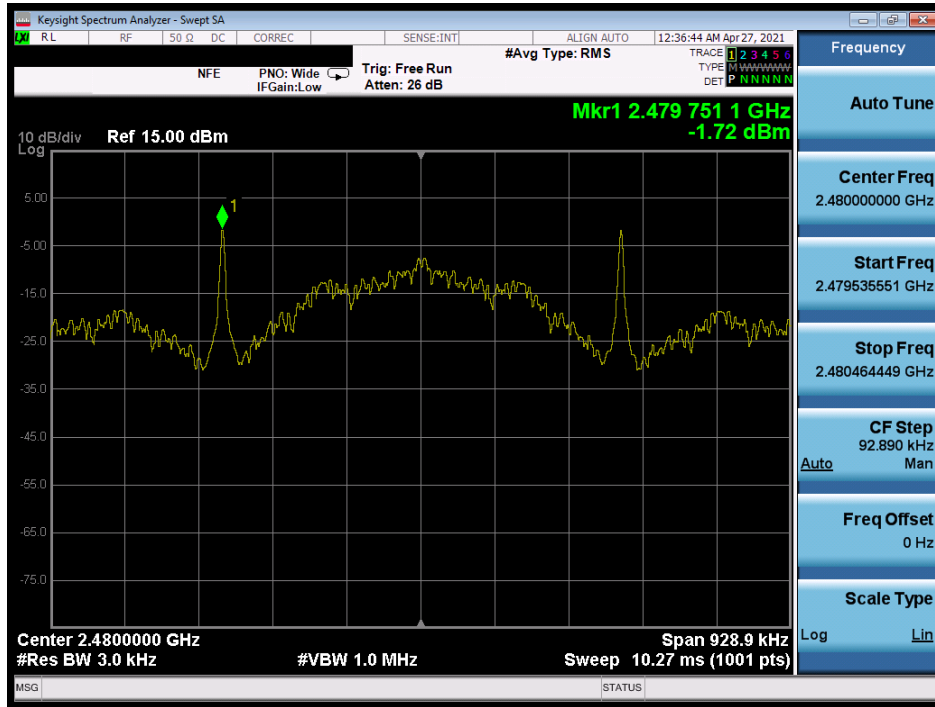 Keysight Spectrum Analyzer - Swept SA
LXI RL RF 50 Ω DC CORREC SENSE:INT ALIGN AUTO 12:36:44 AM Apr 27, 2021
#Avg Type: RMS TRACE 1 2 3 4 5 6
NFE PNO: Wide Trig: Free Run TYPE MWWWWW
IFGain:Low Atten: 26 dB DET P N N N N N
Mkr1 2.479 751 1 GHz
-1.72 dBm
10 dB/div Ref 15.00 dBm
Log
1
5.00
-5.00
-15.0
-25.0
-35.0
-45.0
-55.0
-65.0
-75.0
Center 2.4800000 GHz Span 928.9 kHz
#Res BW 3.0 kHz #VBW 1.0 MHz Sweep 10.27 ms (1001 pts)
MSG STATUS
Frequency
Auto Tune
Center Freq
2.480000000 GHz
Start Freq
2.479535551 GHz
Stop Freq
2.480464449 GHz
CF Step
92.890 kHz
Auto Man
Freq Offset
0 Hz
Scale Type
Log Lin